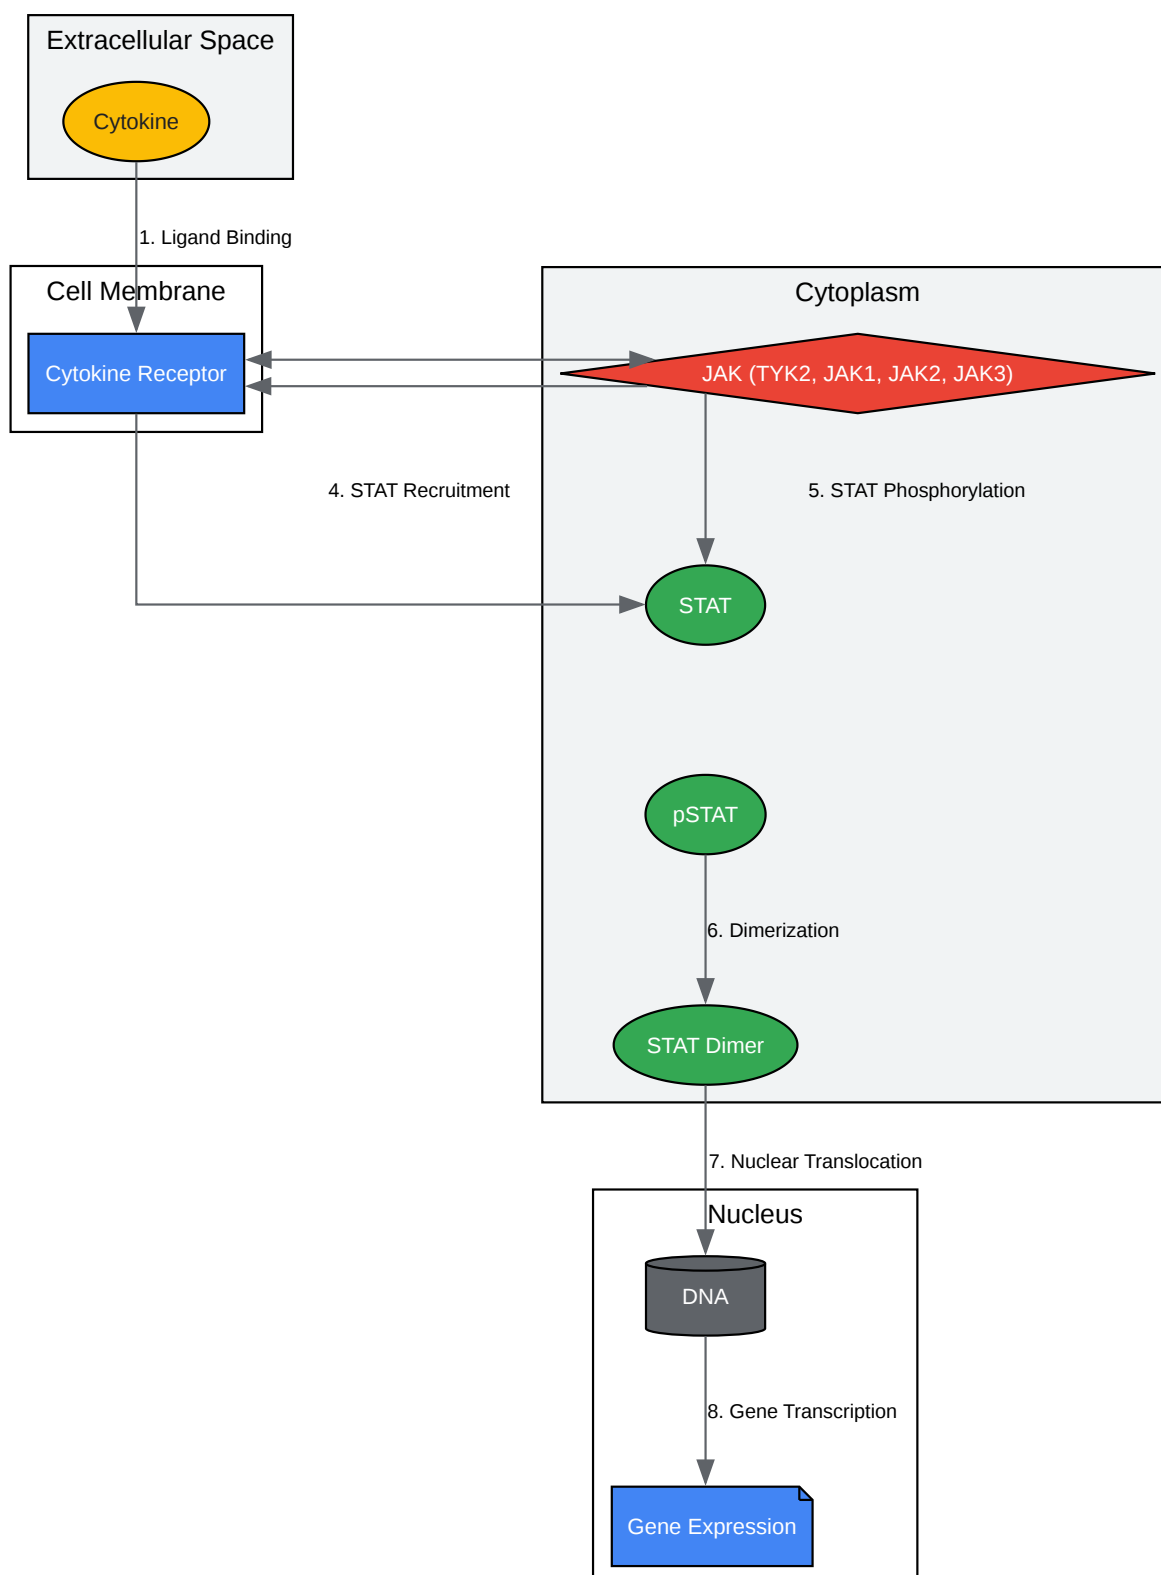 Extracellular Space
Cytokine
1. Ligand Binding
Cell Membrane
Cytokine Receptor
Cytoplasm
JAK (TYK2, JAK1, JAK2, JAK3)
4. STAT Recruitment
5. STAT Phosphorylation
STAT
pSTAT
6. Dimerization
STAT Dimer
7. Nuclear Translocation
Nucleus
DNA
8. Gene Transcription
Gene Expression